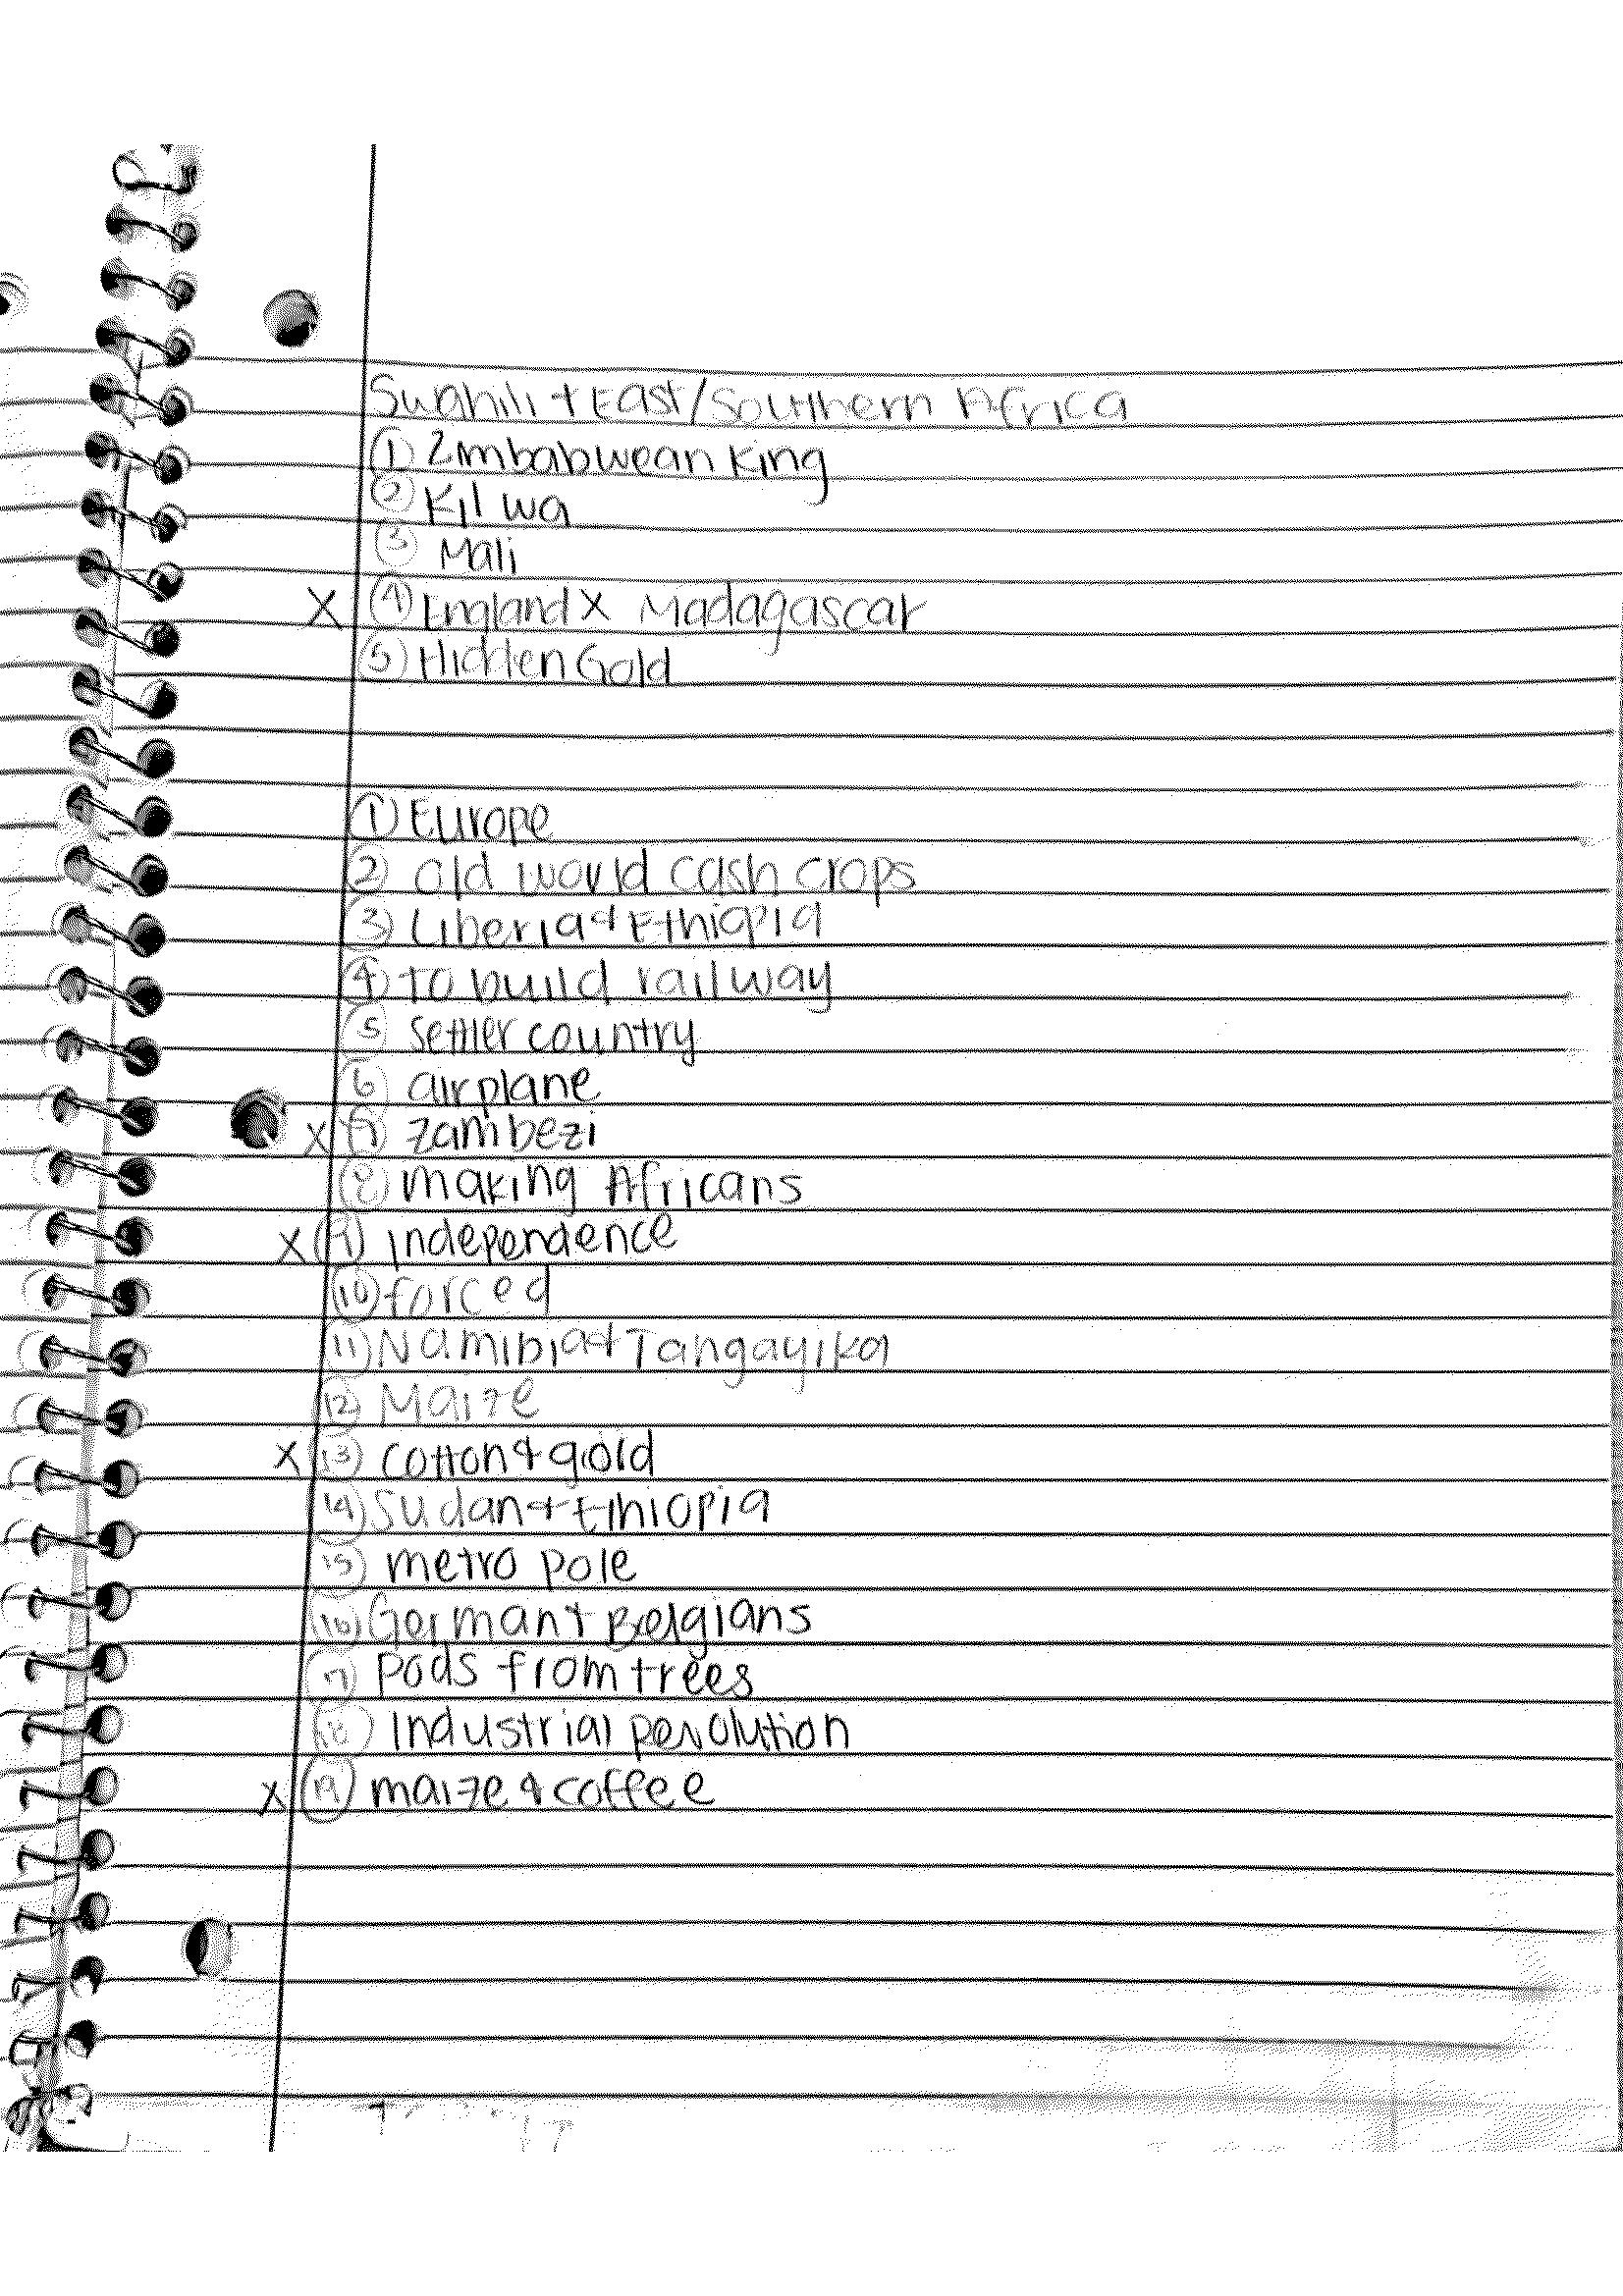 Swahili + East/Southern Africa
① Zmbabwean King
② Kilwa
③ Mali
X ④ England X Madagascar
⑤ Hidden Gold
① Europe
② old world cash crops
③ Liberia & Ethiopia
④ to build railway
⑤ settler country
⑥ airplane
X ⑦ Zambezi
⑧ making Africans
X ⑨ independence
⑩ forced
⑪ Namibia & Tangayika
⑫ Maize
X ⑬ cotton & gold
⑭ Sudan & Ethiopia
⑮ metro pole
⑯ German + Belgians
⑰ pods from trees
⑱ Industrial Revolution
X ⑲ maize & coffee